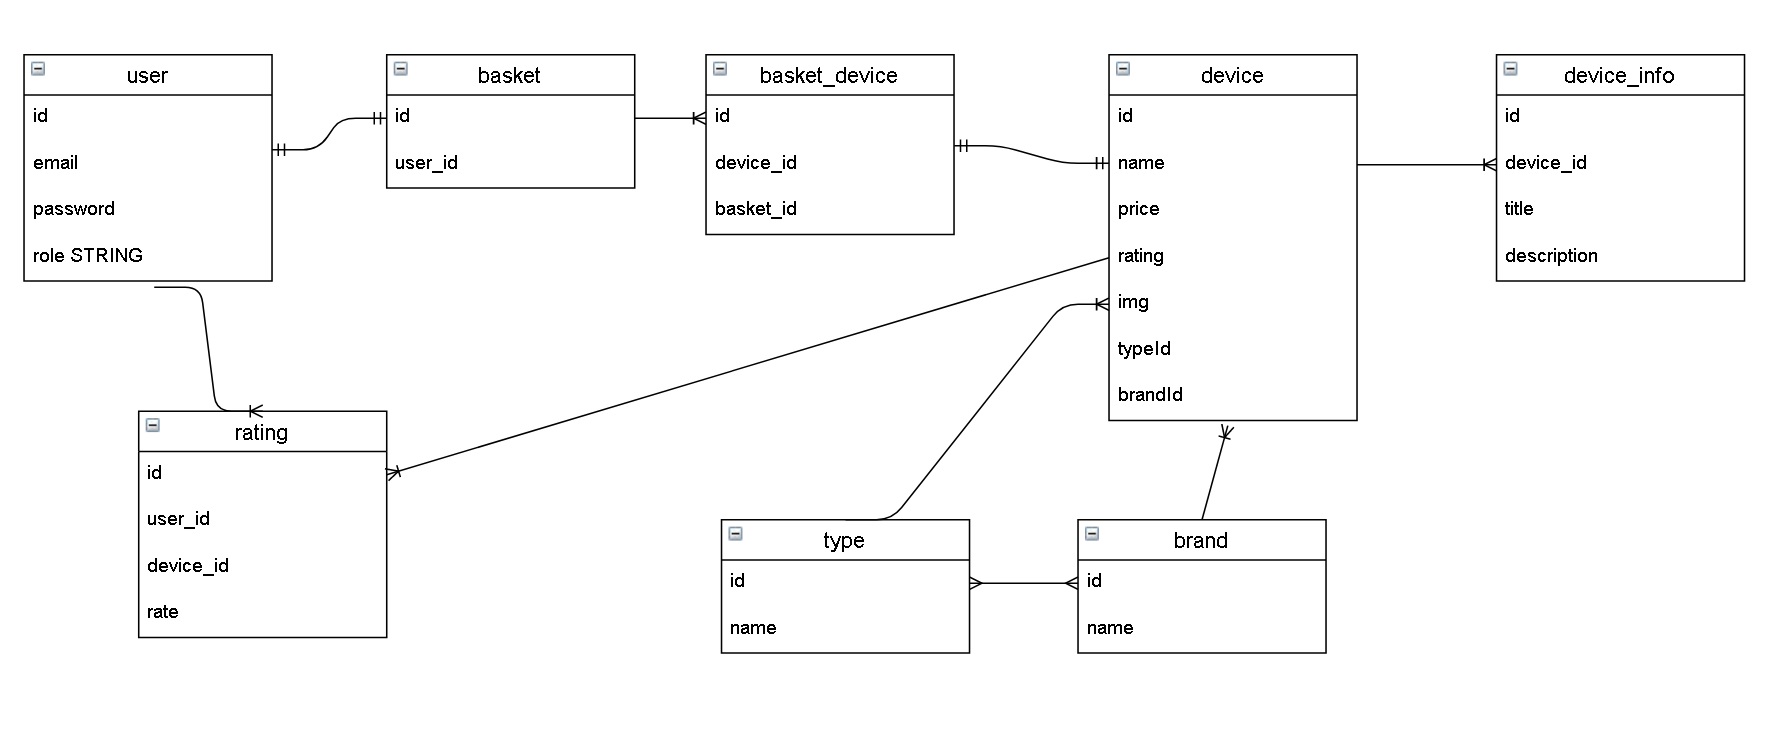 user
id
email
password
role STRING
basket
id
user_id
basket_device
id
device_id
basket_id
device
id
name
price
rating
img
typeId
brandId
device_info
id
device_id
title
description
rating
id
user_id
device_id
rate
type
id
name
brand
id
name